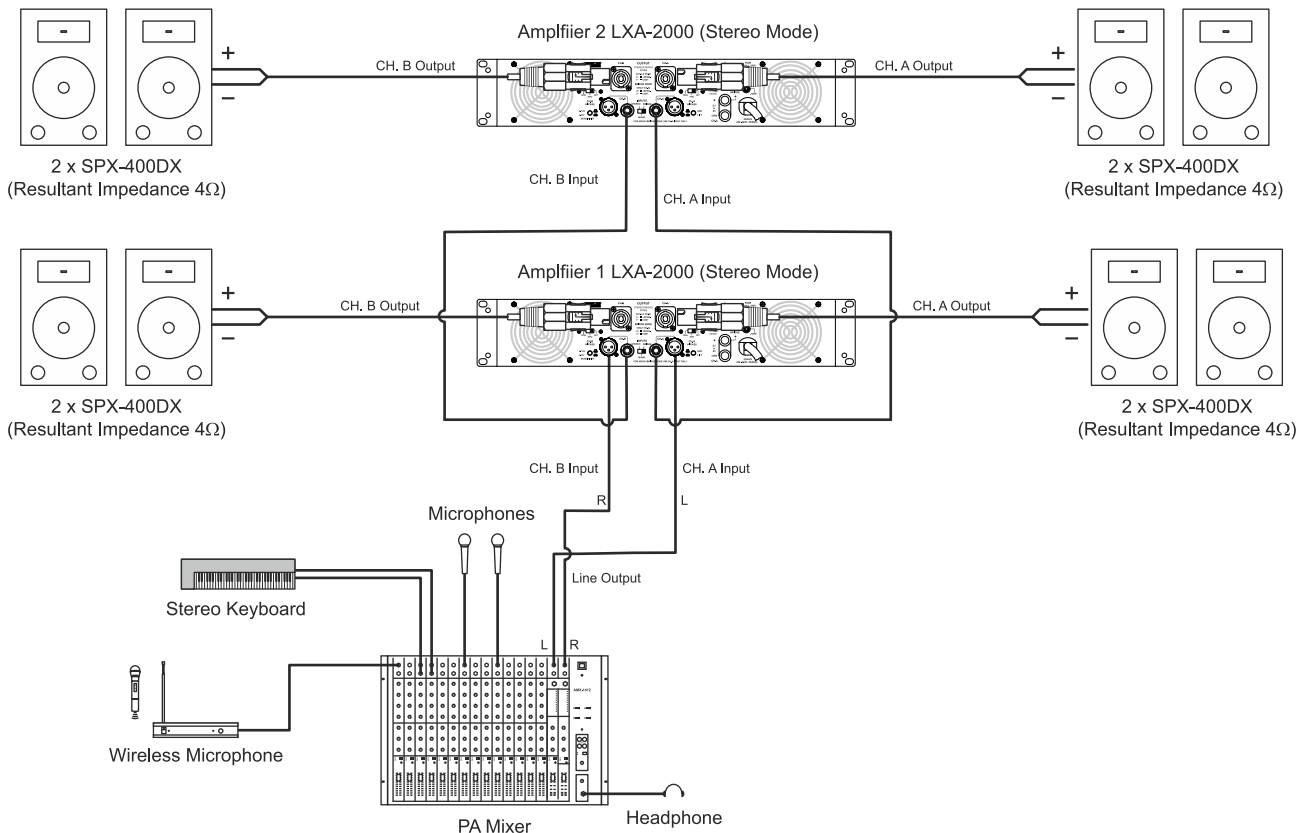 Amplfiier 2 LXA-2000 (Stereo Mode)
+
CH. B Output
−
CH. A Output
+
−
2 x SPX-400DX
(Resultant Impedance 4Ω)
2 x SPX-400DX
(Resultant Impedance 4Ω)
CH. B Input
CH. A Input
Amplfiier 1 LXA-2000 (Stereo Mode)
+
CH. B Output
−
CH. A Output
+
−
2 x SPX-400DX
(Resultant Impedance 4Ω)
2 x SPX-400DX
(Resultant Impedance 4Ω)
CH. B Input
CH. A Input
R
L
Microphones
Line Output
Stereo Keyboard
L
R
Wireless Microphone
Headphone
PA Mixer